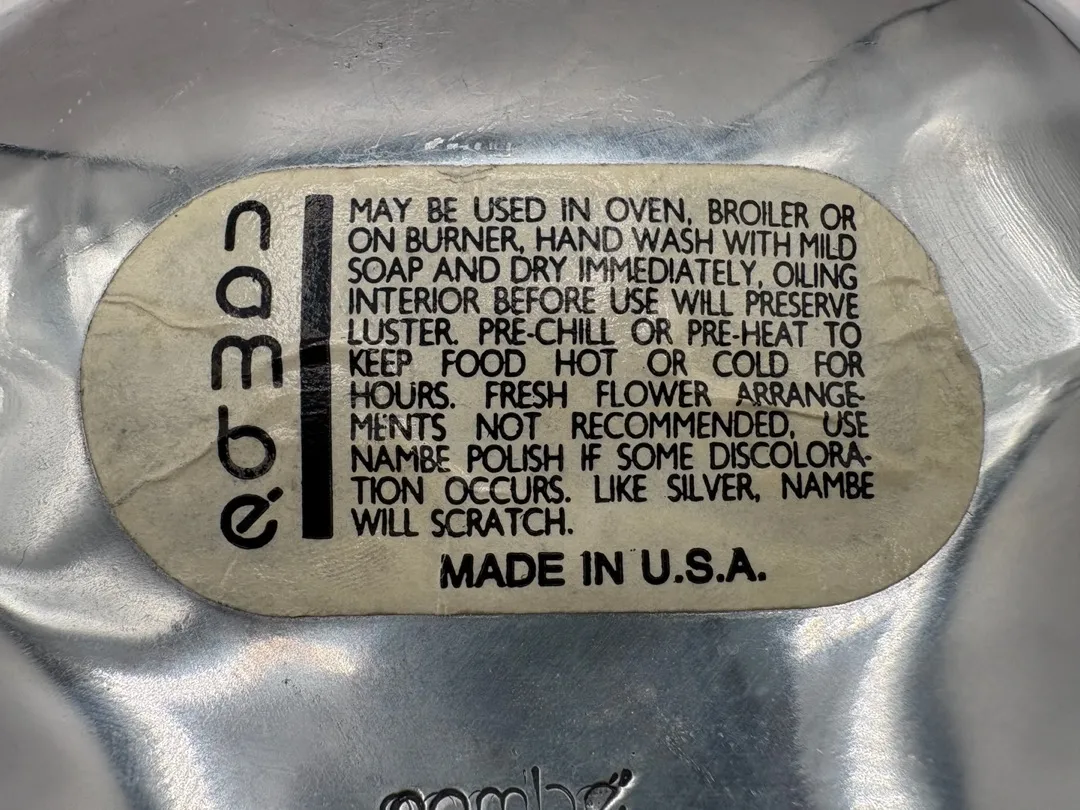 nambé
MAY BE USED IN OVEN, BROILER OR
ON BURNER, HAND WASH WITH MILD
SOAP AND DRY IMMEDIATELY, OILING
INTERIOR BEFORE USE WILL PRESERVE
LUSTER. PRE-CHILL OR PRE-HEAT TO
KEEP FOOD HOT OR COLD FOR
HOURS. FRESH FLOWER ARRANGE-
MENTS NOT RECOMMENDED, USE
NAMBE POLISH IF SOME DISCOLORA-
TION OCCURS. LIKE SILVER, NAMBE
WILL SCRATCH.
MADE IN U.S.A.
nambé